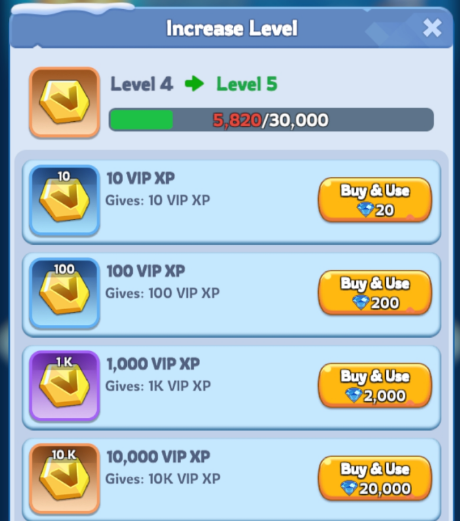 Increase Level
Level 4 Level 5
5,820/30,000
10
10 VIP XP
Gives: 10 VIP XP
Buy & Use
20
100
100 VIP XP
Gives: 100 VIP XP
Buy & Use
200
1 K
1,000 VIP XP
Gives: 1K VIP XP
Buy & Use
2,000
10 K
10,000 VIP XP
Gives: 10K VIP XP
Buy & Use
20,000